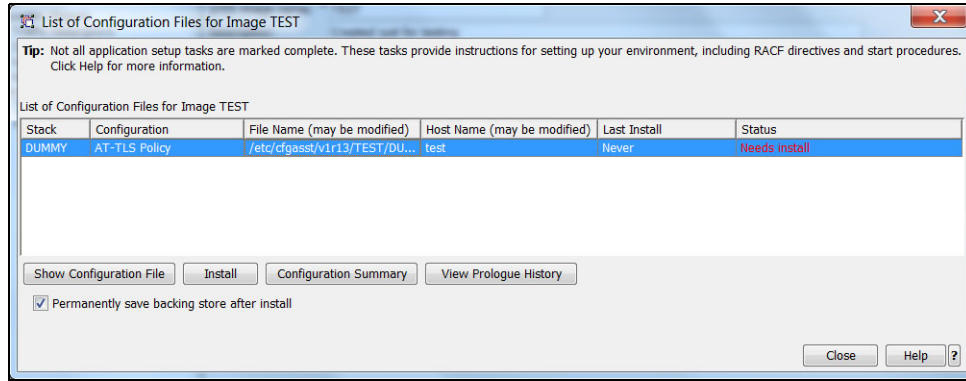 List of Configuration Files for Image TEST
X
Tip: Not all application setup tasks are marked complete. These tasks provide instructions for setting up your environment, including RACF directives and start procedures.
Click Help for more information.
List of Configuration Files for Image TEST
Stack Configuration File Name (may be modified) Host Name (may be modified) Last Install Status
DUMMY AT-TLS Policy /etc/cfgasst/v1r13/TEST/DU... test Never Needs install
Show Configuration File Install Configuration Summary View Prologue History
Permanently save backing store after install
Close Help ?